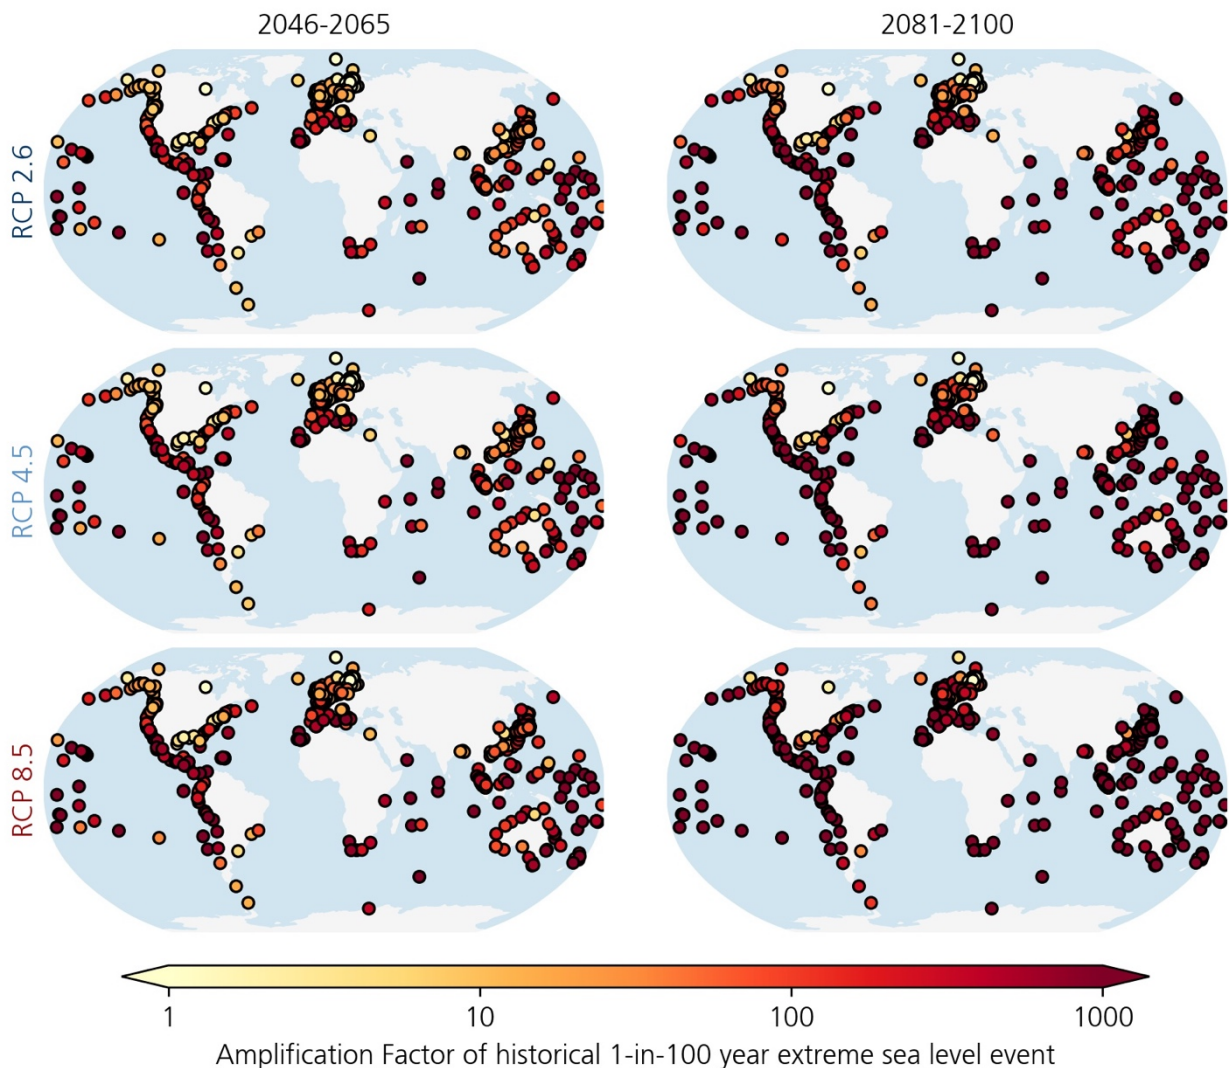 2046-2065
2081-2100
RCP 2.6
RCP 4.5
RCP 8.5
1
10
100
1000
Amplification Factor of historical 1-in-100 year extreme sea level event